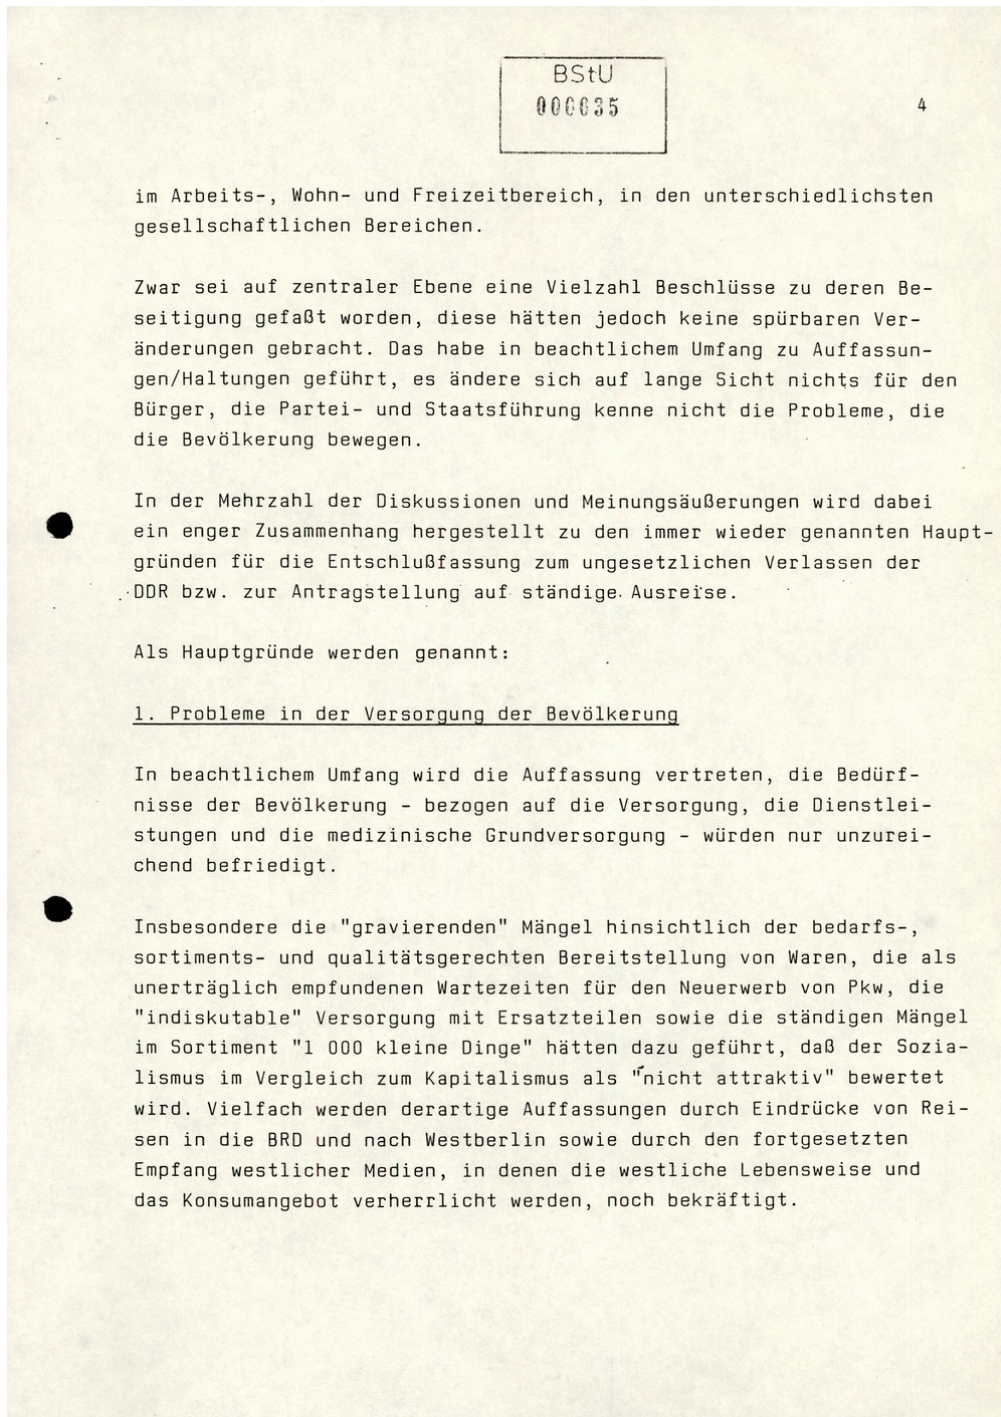 BStU
000035
4
im Arbeits-, Wohn- und Freizeitbereich, in den unterschiedlichsten
gesellschaftlichen Bereichen.
Zwar sei auf zentraler Ebene eine Vielzahl Beschlüsse zu deren Be-
seitigung gefaßt worden, diese hätten jedoch keine spürbaren Ver-
änderungen gebracht. Das habe in beachtlichem Umfang zu Auffassun-
gen/Haltungen geführt, es ändere sich auf lange Sicht nichts für den
Bürger, die Partei- und Staatsführung kenne nicht die Probleme, die
die Bevölkerung bewegen.
In der Mehrzahl der Diskussionen und Meinungsäußerungen wird dabei
ein enger Zusammenhang hergestellt zu den immer wieder genannten Haupt-
gründen für die Entschlußfassung zum ungesetzlichen Verlassen der
DDR bzw. zur Antragstellung auf ständige Ausreise.
Als Hauptgründe werden genannt:
1. Probleme in der Versorgung der Bevölkerung
In beachtlichem Umfang wird die Auffassung vertreten, die Bedürf-
nisse der Bevölkerung - bezogen auf die Versorgung, die Dienstlei-
stungen und die medizinische Grundversorgung - würden nur unzurei-
chend befriedigt.
Insbesondere die "gravierenden" Mängel hinsichtlich der bedarfs-,
sortiments- und qualitätsgerechten Bereitstellung von Waren, die als
unerträglich empfundenen Wartezeiten für den Neuerwerb von Pkw, die
"indiskutable" Versorgung mit Ersatzteilen sowie die ständigen Mängel
im Sortiment "1 000 kleine Dinge" hätten dazu geführt, daß der Sozia-
lismus im Vergleich zum Kapitalismus als "nicht attraktiv" bewertet
wird. Vielfach werden derartige Auffassungen durch Eindrücke von Rei-
sen in die BRD und nach Westberlin sowie durch den fortgesetzten
Empfang westlicher Medien, in denen die westliche Lebensweise und
das Konsumangebot verherrlicht werden, noch bekräftigt.